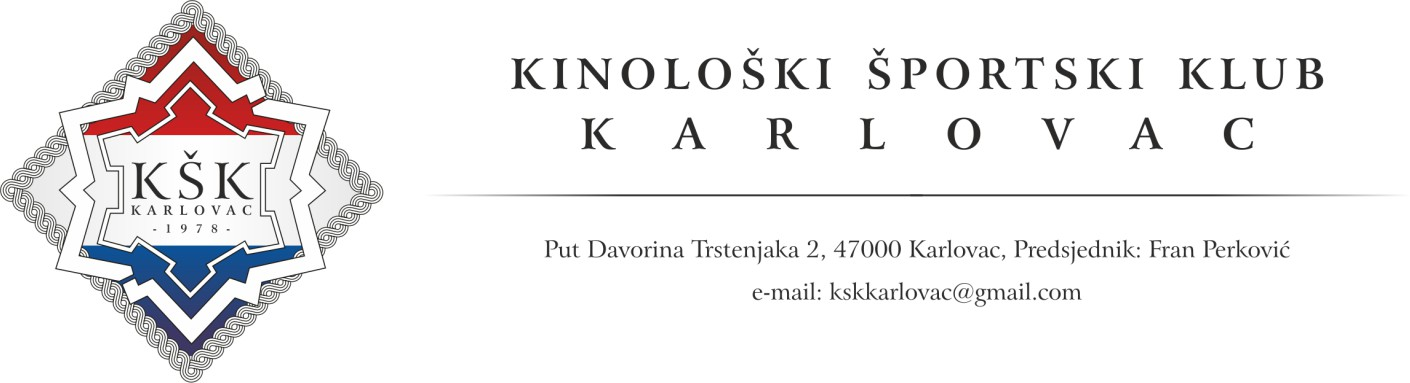 KŠK
KARLOVAC
-1978-
KINOLOŠKI ŠPORTSKI KLUB
KARLOVAC
Put Davorina Trstenjaka 2, 47000 Karlovac, Predsjednik: Fran Perković
e-mail: kskkarlovac@gmail.com